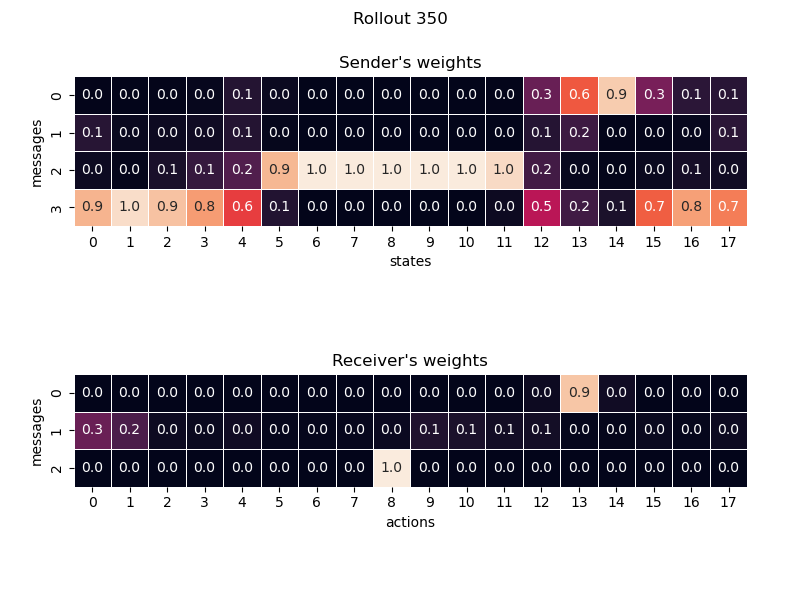 Rollout 350
Sender's weights
0 0.0 0.0 0.0 0.0 0.1 0.0 0.0 0.0 0.0 0.0 0.0 0.0 0.3 0.6 0.9 0.3 0.1 0.1
1 0.1 0.0 0.0 0.0 0.1 0.0 0.0 0.0 0.0 0.0 0.0 0.0 0.1 0.2 0.0 0.0 0.0 0.1
2 0.0 0.0 0.1 0.1 0.2 0.9 1.0 1.0 1.0 1.0 1.0 1.0 0.2 0.0 0.0 0.0 0.1 0.0
3 0.9 1.0 0.9 0.8 0.6 0.1 0.0 0.0 0.0 0.0 0.0 0.0 0.5 0.2 0.1 0.7 0.8 0.7
messages
0 1 2 3 4 5 6 7 8 9 10 11 12 13 14 15 16 17
states
Receiver's weights
0 0.0 0.0 0.0 0.0 0.0 0.0 0.0 0.0 0.0 0.0 0.0 0.0 0.0 0.9 0.0 0.0 0.0 0.0
1 0.3 0.2 0.0 0.0 0.0 0.0 0.0 0.0 0.0 0.1 0.1 0.1 0.1 0.0 0.0 0.0 0.0 0.0
2 0.0 0.0 0.0 0.0 0.0 0.0 0.0 0.0 1.0 0.0 0.0 0.0 0.0 0.0 0.0 0.0 0.0 0.0
messages
0 1 2 3 4 5 6 7 8 9 10 11 12 13 14 15 16 17
actions